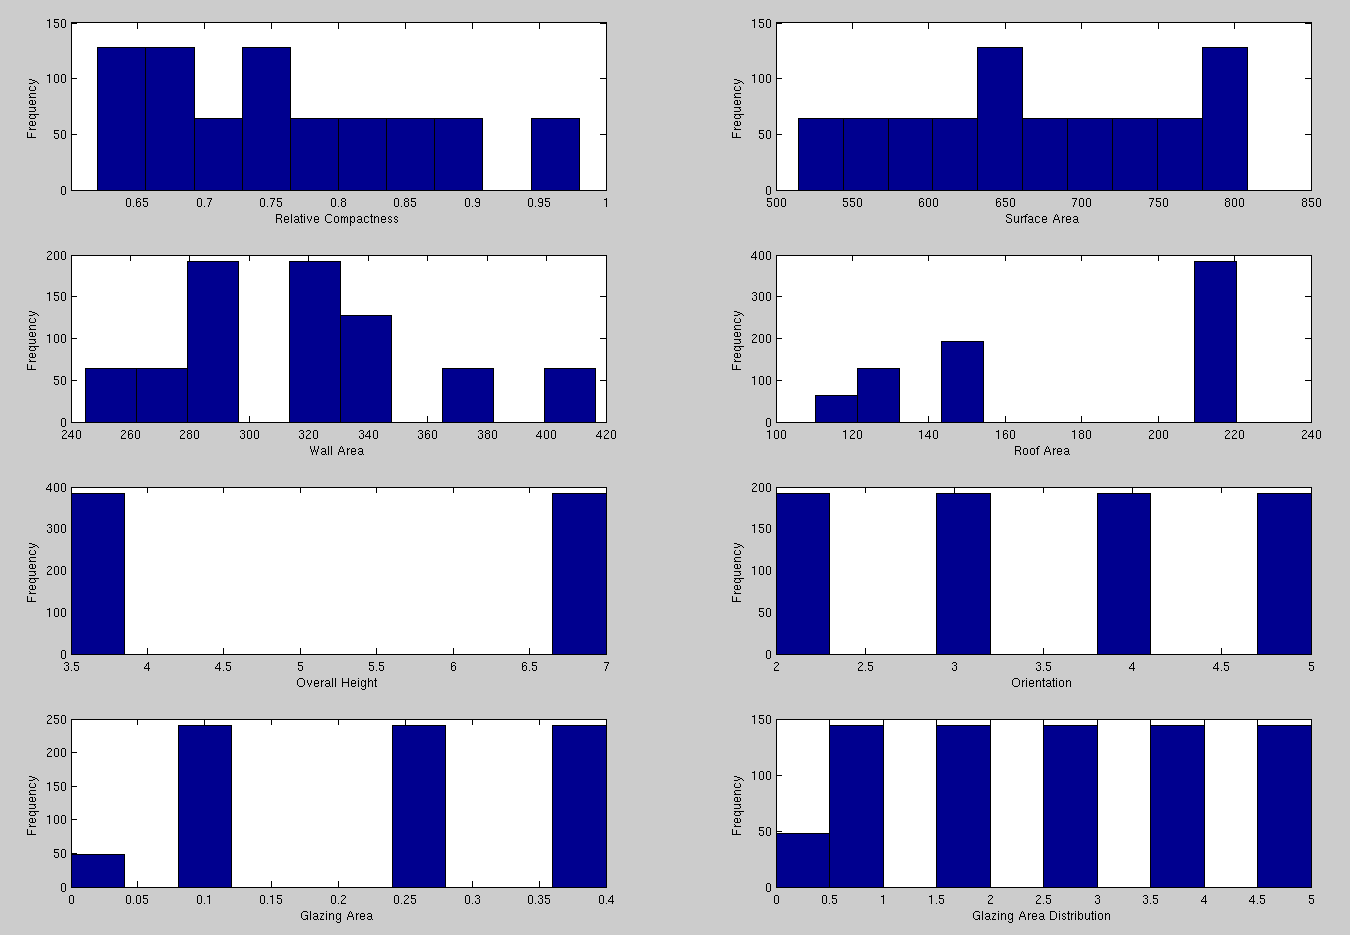 150
100
50
0
Frequency
0.65 0.7 0.75 0.8 0.85 0.9 0.95 1
Relative Compactness
150
100
50
0
Frequency
500 550 600 650 700 750 800 850
Surface Area
200
150
100
50
0
Frequency
240 260 280 300 320 340 360 380 400 420
Wall Area
400
300
200
100
0
Frequency
100 120 140 160 180 200 220 240
Roof Area
400
300
200
100
0
Frequency
3.5 4 4.5 5 5.5 6 6.5 7
Overall Height
200
150
100
50
0
Frequency
2 2.5 3 3.5 4 4.5 5
Orientation
250
200
150
100
50
0
Frequency
0 0.05 0.1 0.15 0.2 0.25 0.3 0.35 0.4
Glazing Area
150
100
50
0
Frequency
0 0.5 1 1.5 2 2.5 3 3.5 4 4.5 5
Glazing Area Distribution